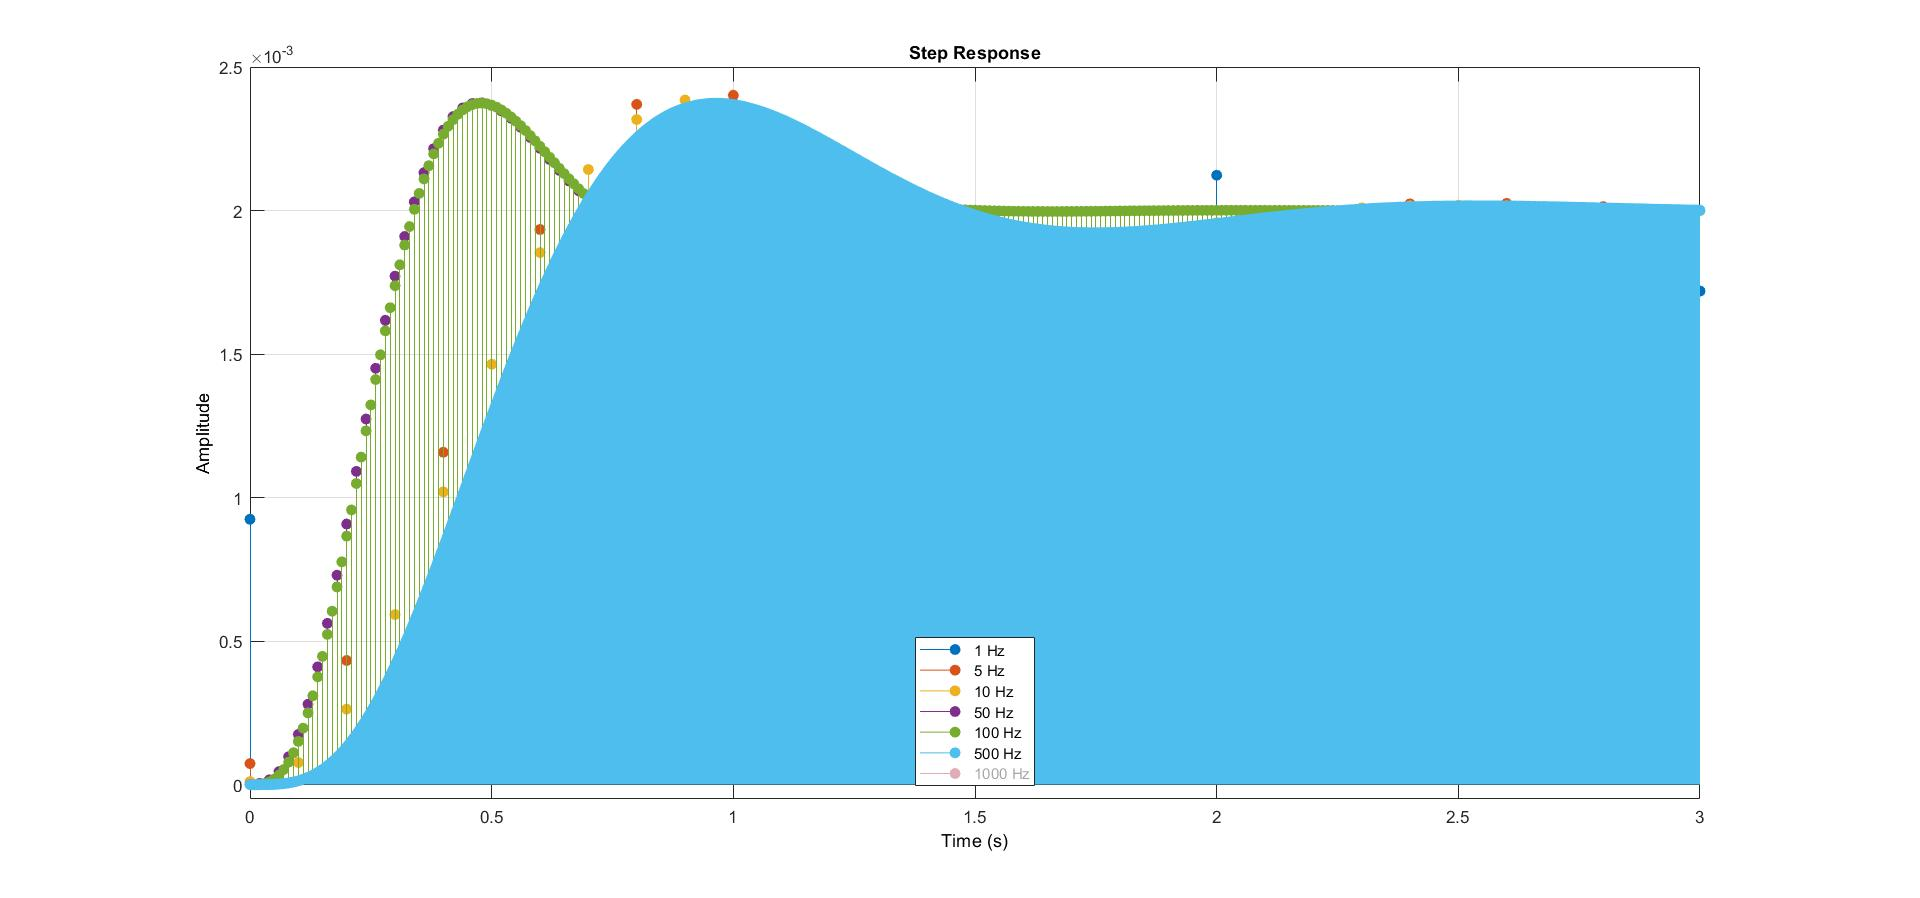 Step Response
×10⁻³
2.5
2
1.5
1
0.5
0
Amplitude
1 Hz
5 Hz
10 Hz
50 Hz
100 Hz
500 Hz
1000 Hz
0 0.5 1 1.5 2 2.5 3
Time (s)